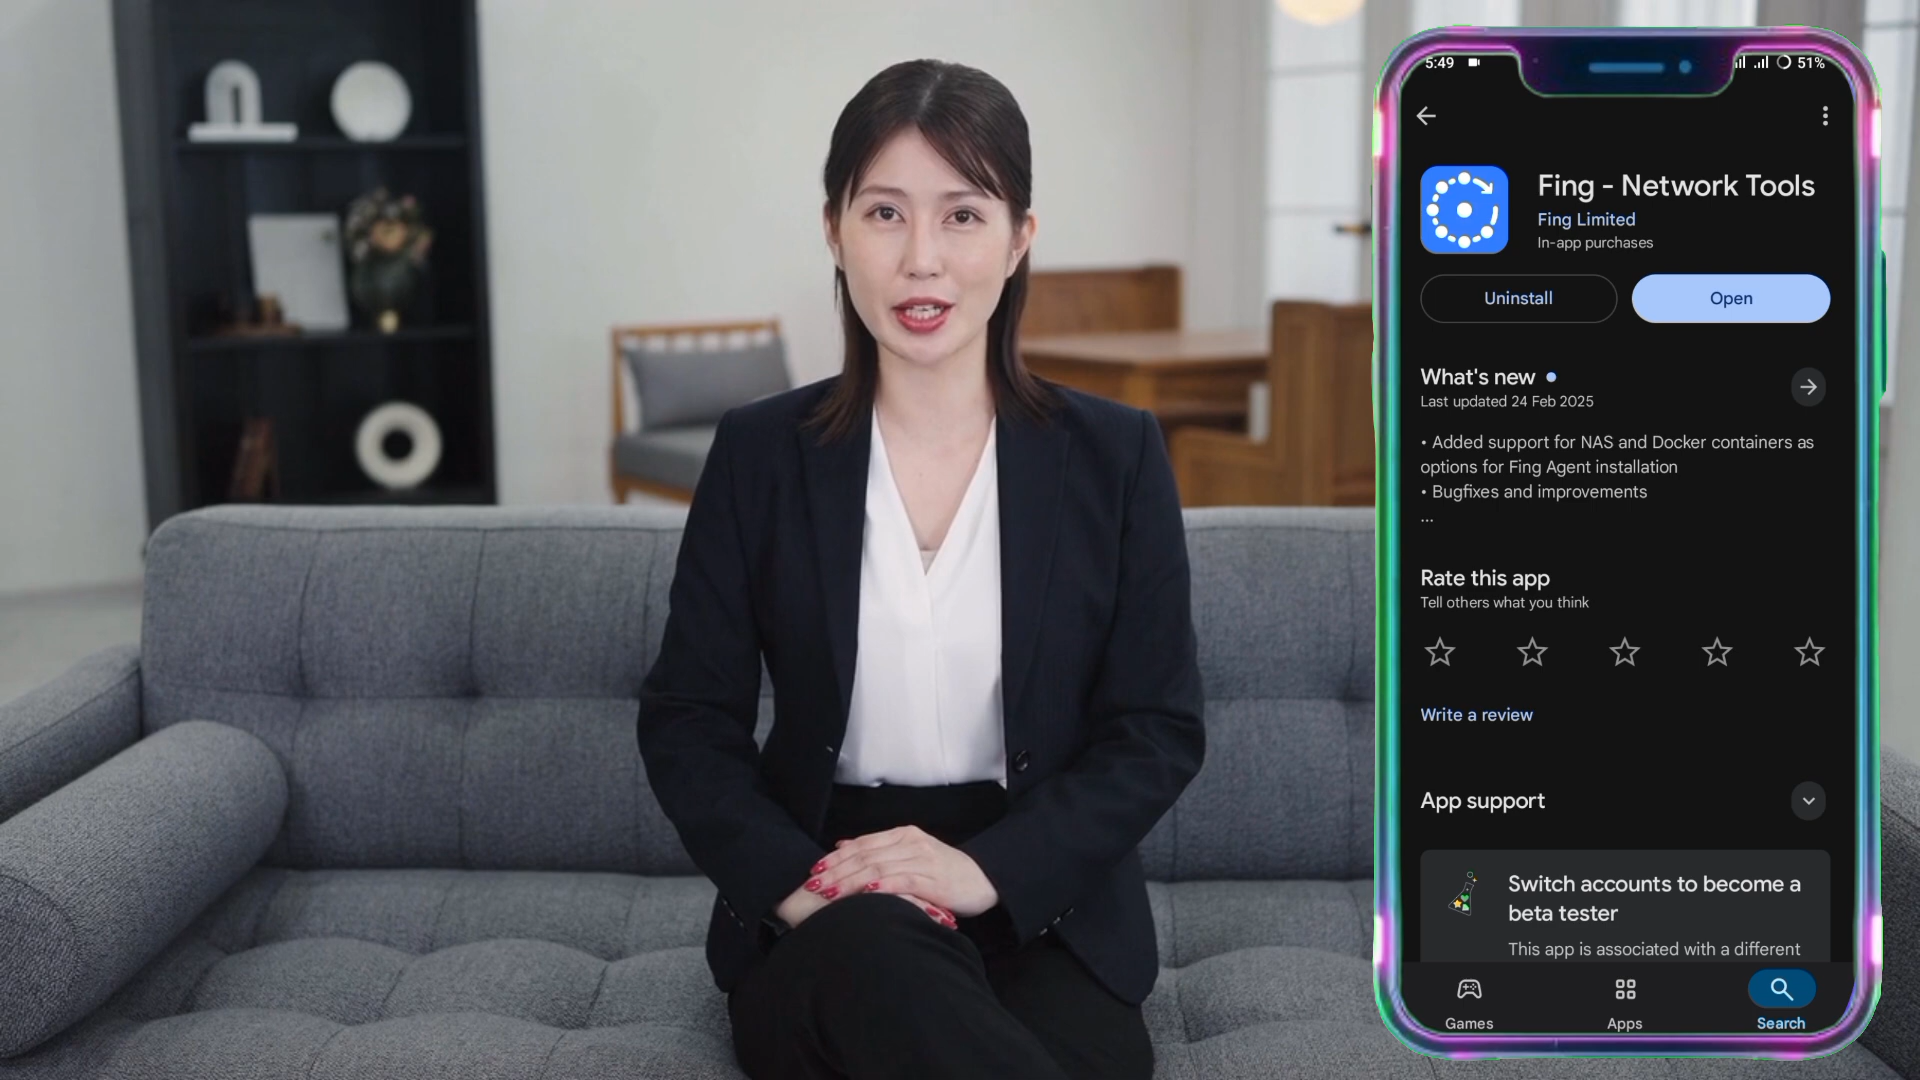 5:49
51%
Fing - Network Tools
Fing Limited
In-app purchases
Uninstall
Open
What's new
Last updated 24 Feb 2025
• Added support for NAS and Docker containers as
options for Fing Agent installation
• Bugfixes and improvements
...
Rate this app
Tell others what you think
Write a review
App support
Switch accounts to become a
beta tester
This app is associated with a different
Games
Apps
Search